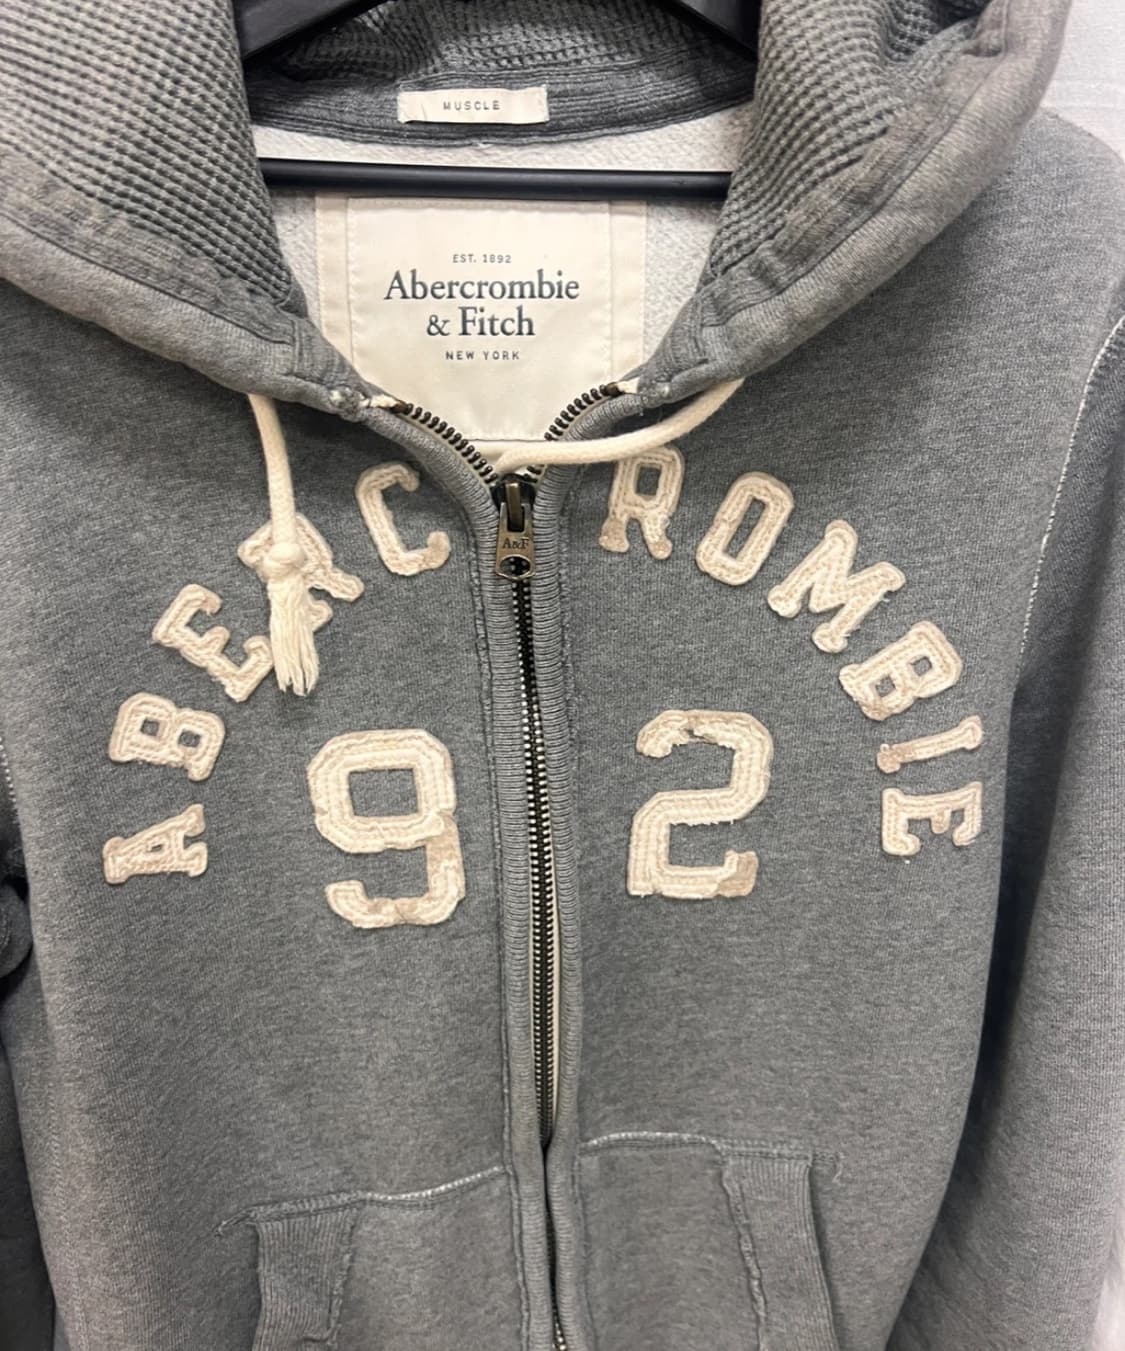 MUSCLE
EST. 1892
Abercrombie
& Fitch
NEW YORK
A&F
ABERCROMBIE
92